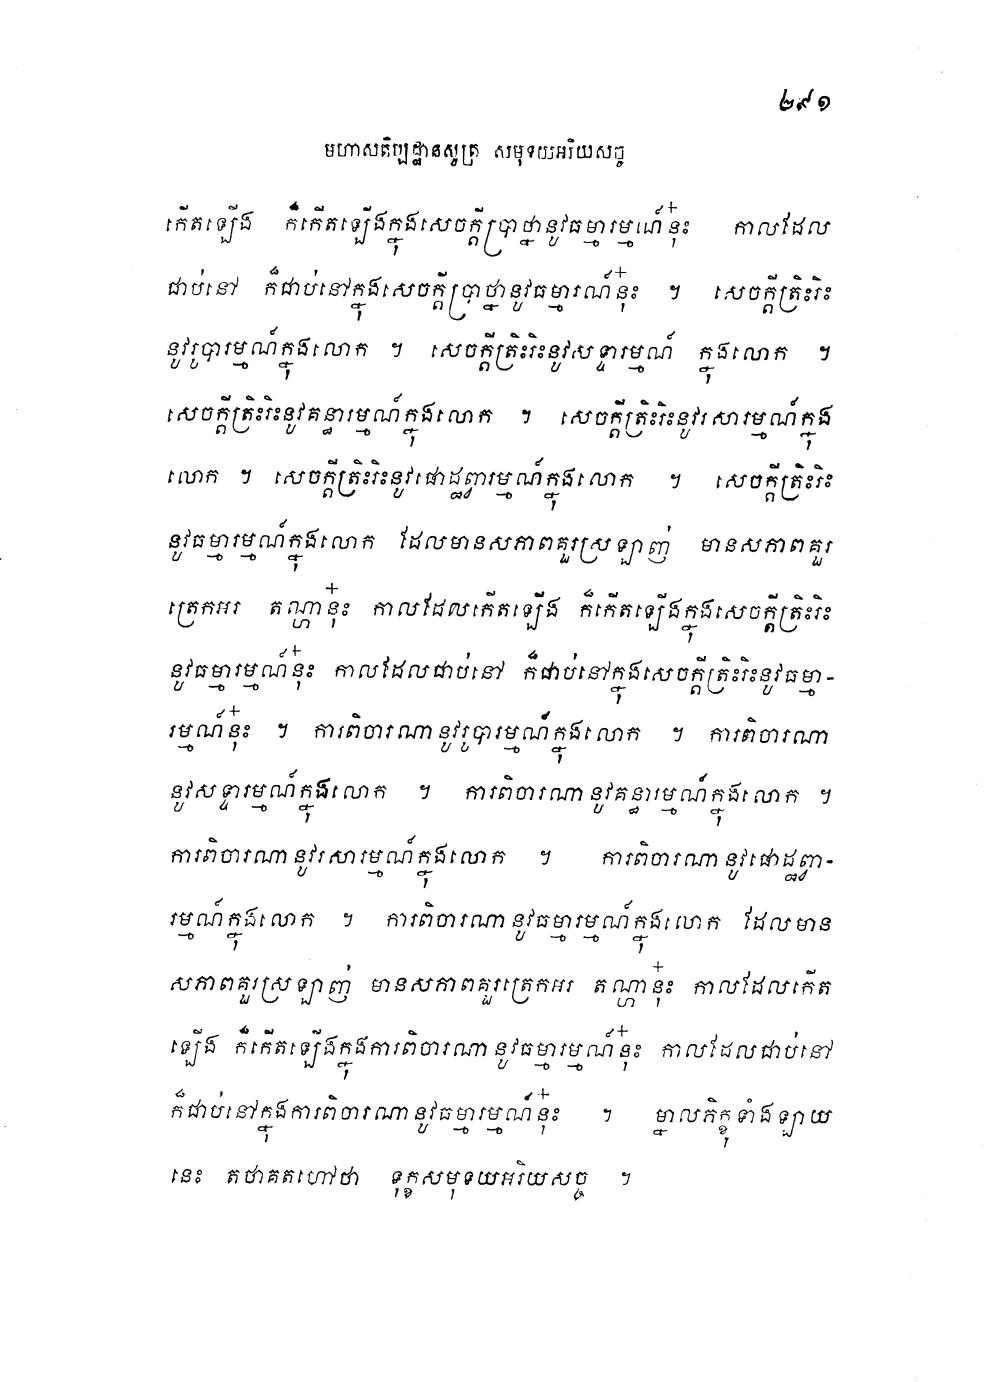 ២៩១
មហាសតិប្បដ្ឋានសូត្រ សមុទយអរិយសច្ច
កើតឡើង ក៏កើតឡើងក្នុងសេចក្តីប្រាថ្នានូវធម្មារម្មណ៍នុ៎ះ កាលដែល
ជាប់នៅ ក៏ជាប់នៅក្នុងសេចក្តីប្រាថ្នានូវធម្មារណ៍នុ៎ះ ។ សេចក្តីត្រិះរិះ
នូវរូបារម្មណ៍ក្នុងលោក ។ សេចក្តីត្រិះរិះនូវសទ្ទារម្មណ៍ ក្នុងលោក ។
សេចក្តីត្រិះរិះនូវគន្ធារម្មណ៍ក្នុងលោក ។ សេចក្តីត្រិះរិះនូវរសារម្មណ៍ក្នុង
លោក ។ សេចក្តីត្រិះរិះនូវផោដ្ឋព្វារម្មណ៍ក្នុងលោក ។ សេចក្តីត្រិះរិះ
នូវធម្មារម្មណ៍ក្នុងលោក ដែលមានសភាពគួរស្រឡាញ់ មានសភាពគួរ
ត្រេកអរ តណ្ហានុ៎ះ កាលដែលកើតឡើង ក៏កើតឡើងក្នុងសេចក្តីត្រិះរិះ
នូវធម្មារម្មណ៍នុ៎ះ កាលដែលជាប់នៅ ក៏ជាប់នៅក្នុងសេចក្តីត្រិះរិះនូវធម្មា-
រម្មណ៍នុ៎ះ ។ ការពិចារណានូវរូបារម្មណ៍ក្នុងលោក ។ ការពិចារណា
នូវសទ្ទារម្មណ៍ក្នុងលោក ។ ការពិចារណានូវគន្ធារម្មណ៍ក្នុងលោក ។
ការពិចារណានូវរសារម្មណ៍ក្នុងលោក ។ ការពិចារណានូវផោដ្ឋព្វា-
រម្មណ៍ក្នុងលោក ។ ការពិចារណានូវធម្មារម្មណ៍ក្នុងលោក ដែលមាន
សភាពគួរស្រឡាញ់ មានសភាពគួរត្រេកអរ តណ្ហានុ៎ះ កាលដែលកើត
ឡើង ក៏កើតឡើងក្នុងការពិចារណានូវធម្មារម្មណ៍នុ៎ះ កាលដែលជាប់នៅ
ក៏ជាប់នៅក្នុងការពិចារណានូវធម្មារម្មណ៍នុ៎ះ ។ ម្នាលភិក្ខុទាំងឡាយ
នេះ តថាគតហៅថា ទុក្ខសមុទយអរិយសច្ច ។